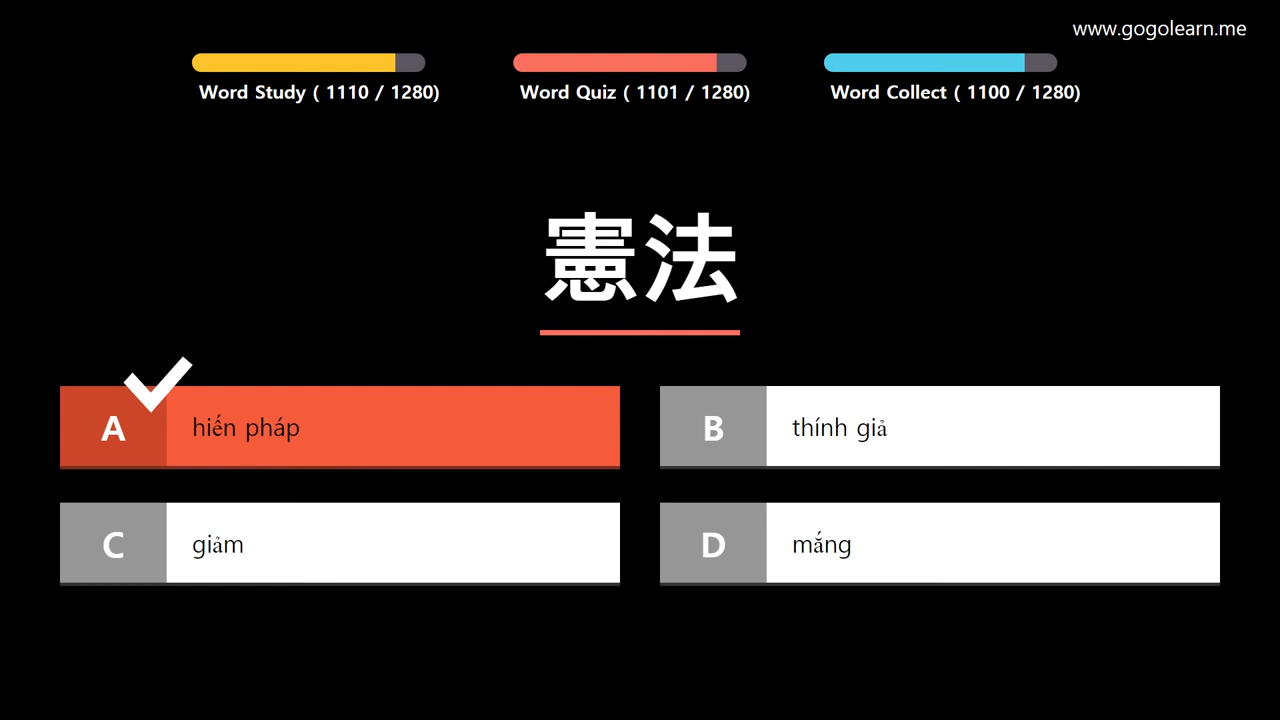 www.gogolearn.me
Word Study ( 1110 / 1280)
Word Quiz ( 1101 / 1280)
Word Collect ( 1100 / 1280)
憲法
A hiến pháp
B thính giả
C giảm
D mắng